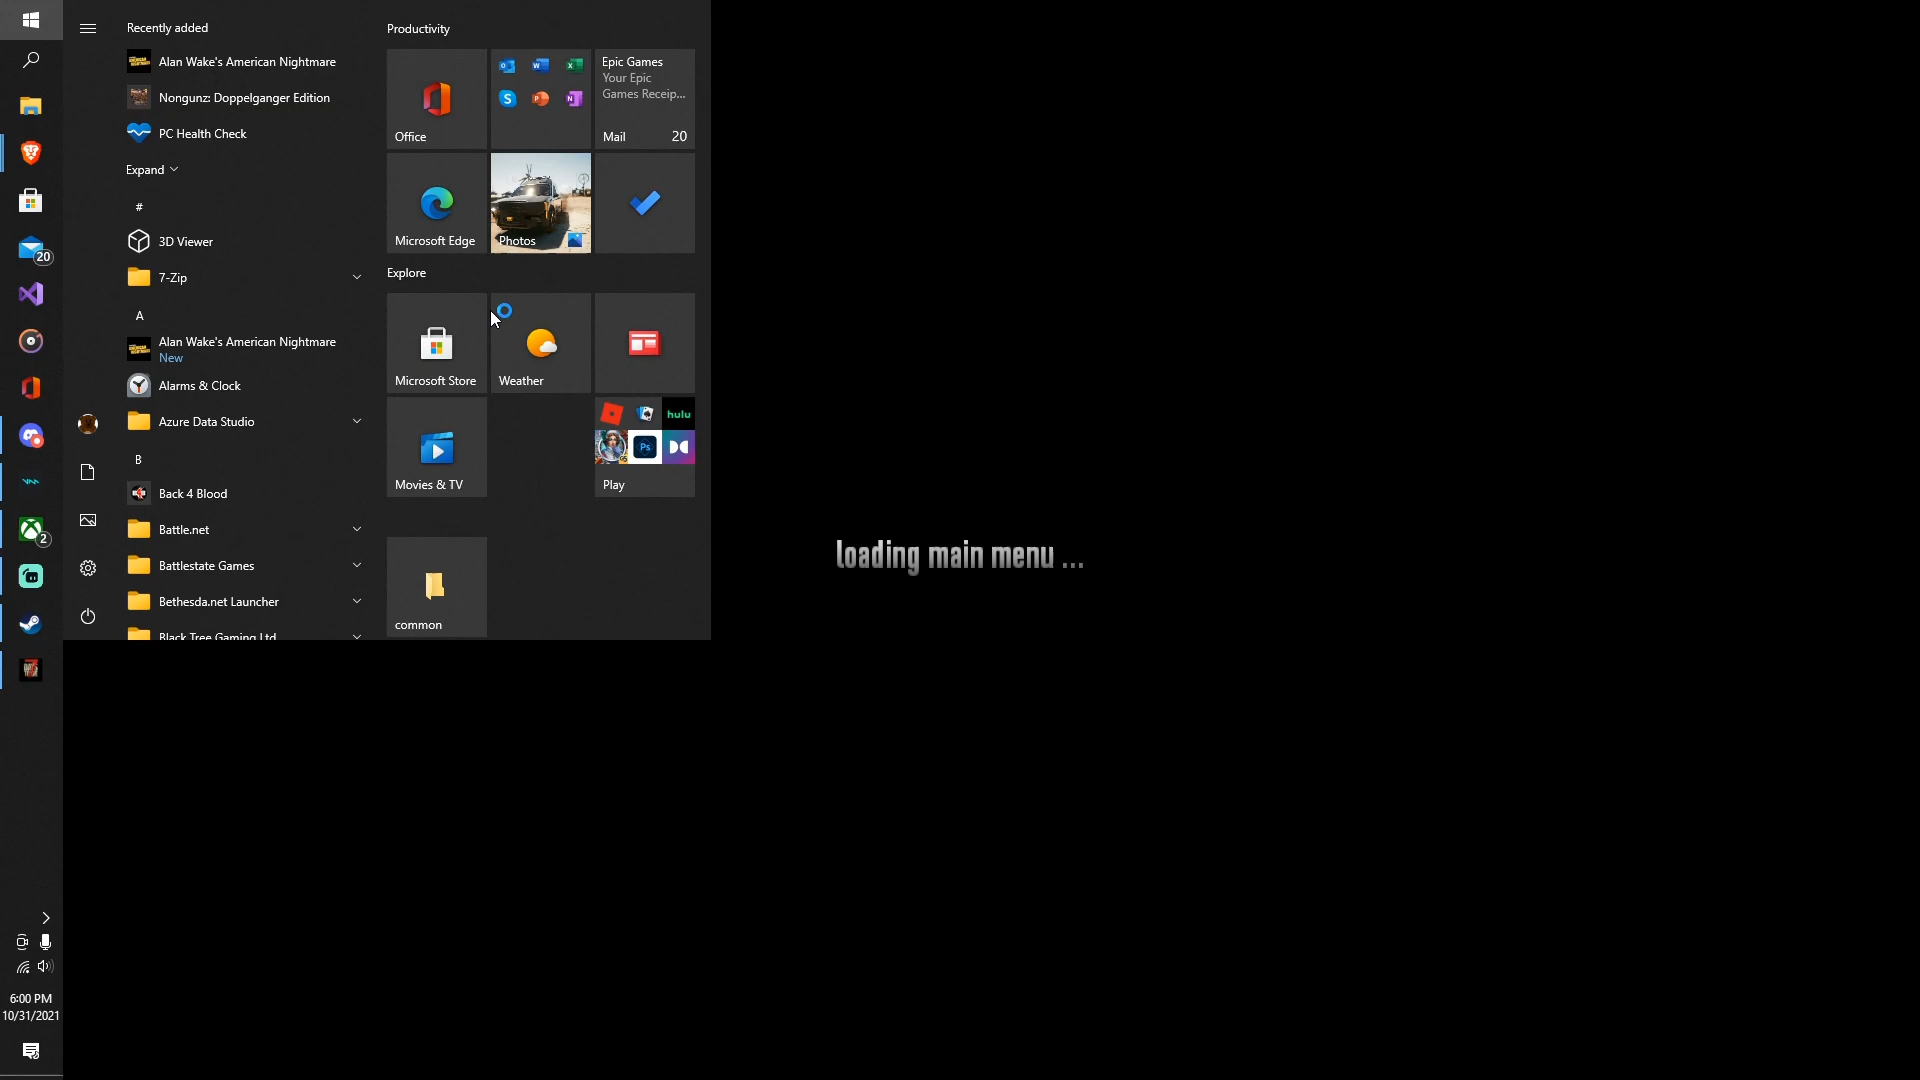 Recently added
Alan Wake's American Nightmare
Nongunz: Doppelganger Edition
PC Health Check
Expand
#
3D Viewer
7-Zip
A
Alan Wake's American Nightmare
New
Alarms & Clock
Azure Data Studio
B
Back 4 Blood
Battle.net
Battlestate Games
Bethesda.net Launcher
Black Tree Gaming Ltd
Productivity
Office
Epic Games
Your Epic
Games Receip...
Mail 20
Microsoft Edge
Photos
Explore
Microsoft Store
Weather
Movies & TV
hulu
Ps
Play
common
loading main menu ...
20
2
6:00 PM
10/31/2021